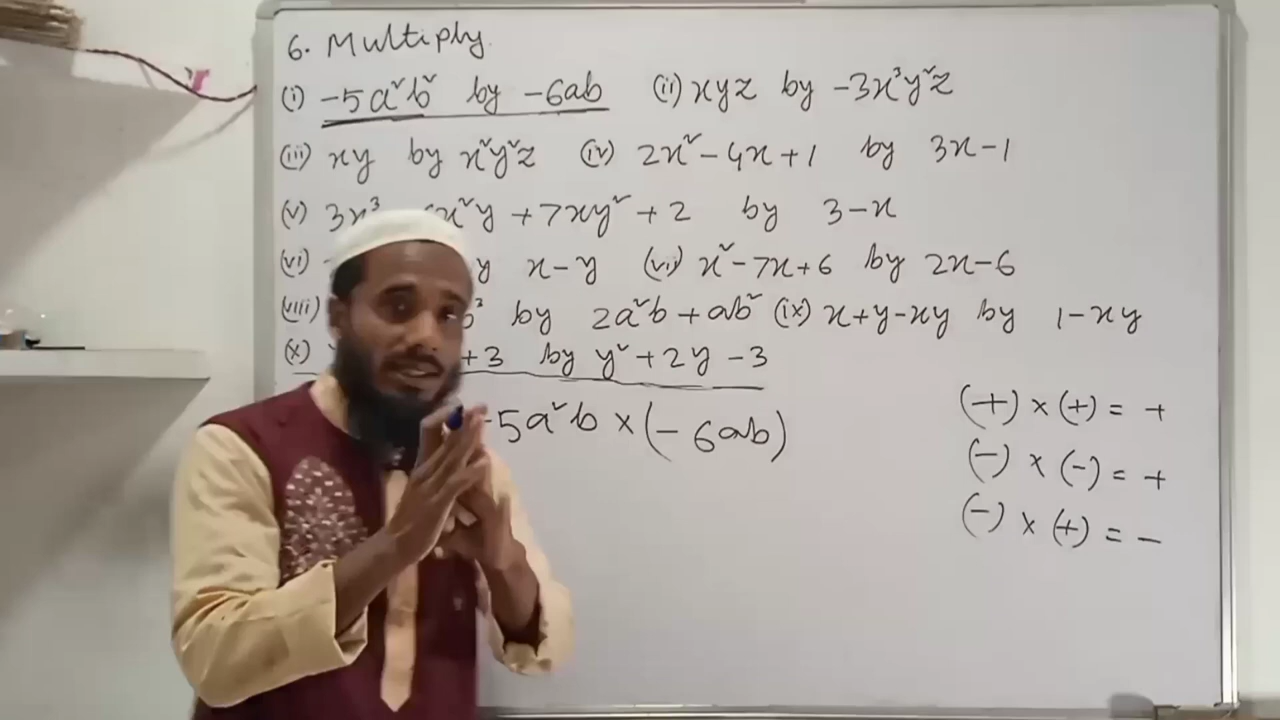 6. Multiply.
(i) -5a²b² by -6ab (ii) xyz by -3x³y²z
(iii) xy by x²y²z (iv) 2x²-4x+1 by 3x-1
(v) 3x³ x²y +7xy²+2 by 3-x
(vi) y x-y (vii) x²-7x+6 by 2x-6
(viii) by 2a²b+ab² (ix) x+y-xy by 1-xy
(x) +3 by y²+2y-3
-5a²b×(-6ab)
(+)×(+)=+
(-)×(-)=+
(-)×(+)=-